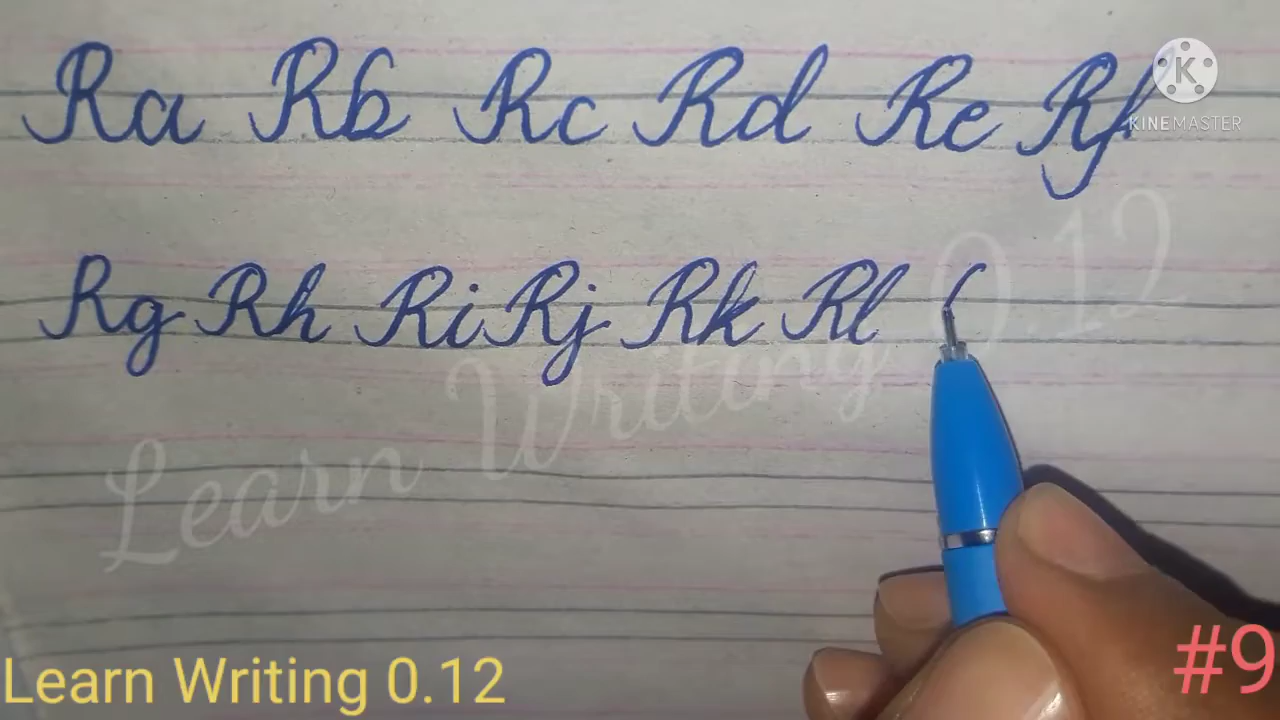 Ra Rb Rc Rd Re Rf
K
KINEMASTER
Rg Rh Ri Rj Rk Rl
Learn Writing 0.12
Learn Writing 0.12
#9